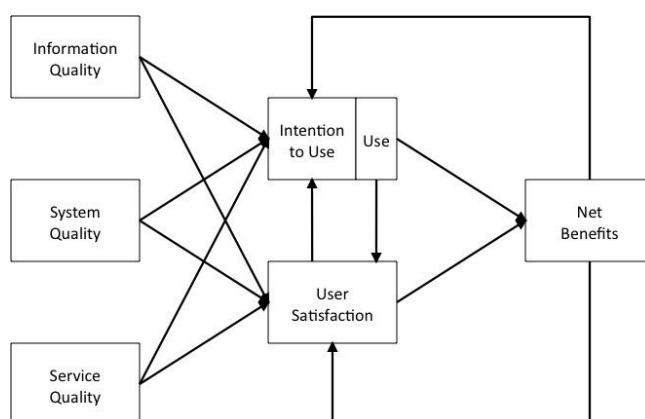 Information
Quality
Intention
to Use
Use
System
Quality
Net
Benefits
User
Satisfaction
Service
Quality